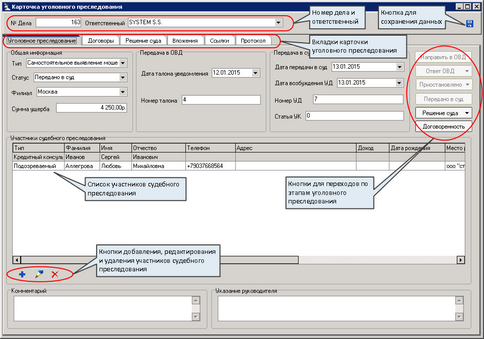 Карточка уголовного преследования
№ Дела 163 Ответственный SYSTEM S.S.
Номер дела и
ответственный
Кнопка для
сохранения данных
Уголовное преследование Договоры Решение суда Вложения Ссылки Протокол
Вкладки карточки
уголовного преследования
Общая информация
Тип Самостоятельное выявление моше
Статус Передано в суд
Филиал Москва
Сумма ущерба 4 250,00р.
Передача в ОВД
Дата талона уведомления 12.01.2015
Номер талона 4
Передача в су
Дата передачи в суд 13.01.2015
Дата возбуждения УД 13.01.2015
Номер УД 7
Статья УК 0
Направить в ОВД
Ответ ОВД
Приостановлено
Передано в суд
Решение суда
Договоренность
Участники судебного преследования
Тип Фамилия Имя Отчество Телефон Адрес Доход Дата рождения Место р
Кредитный консуль Иванов Сергей Иванович
Подозреваемый Аллегрова Любовь Михайловна +79037668564 ооо "ст
Список участников судебного
преследования
Кнопки для переходов по
этапам уголовного
преследования
Кнопки добавления, редактирования
и удаления участников судебного
преследования
Комментарий
Указание руководителя